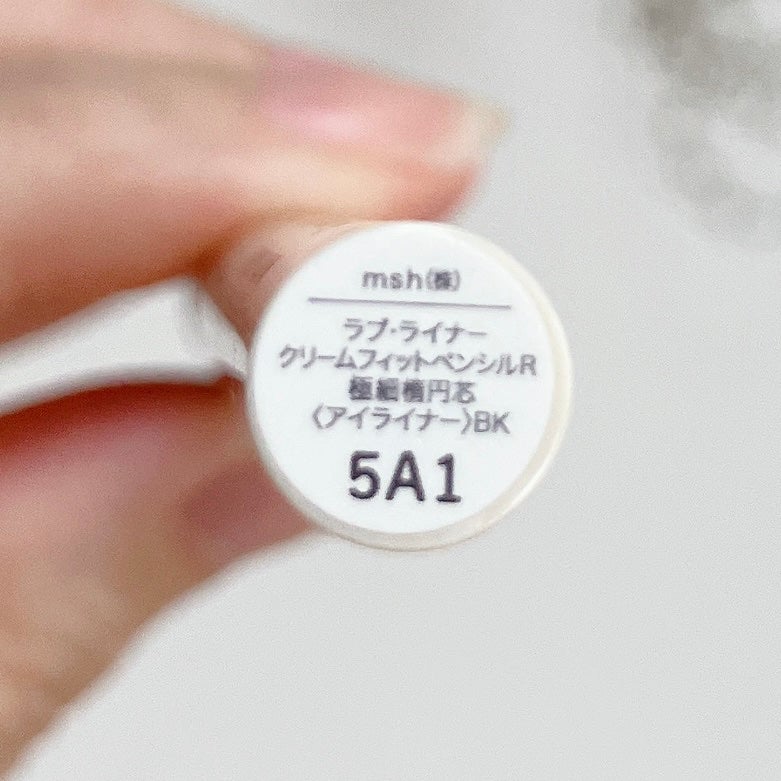 msh(株)
ラブ・ライナー
クリームフィットペンシルR
極細楕円芯
〈アイライナー〉BK
5A1